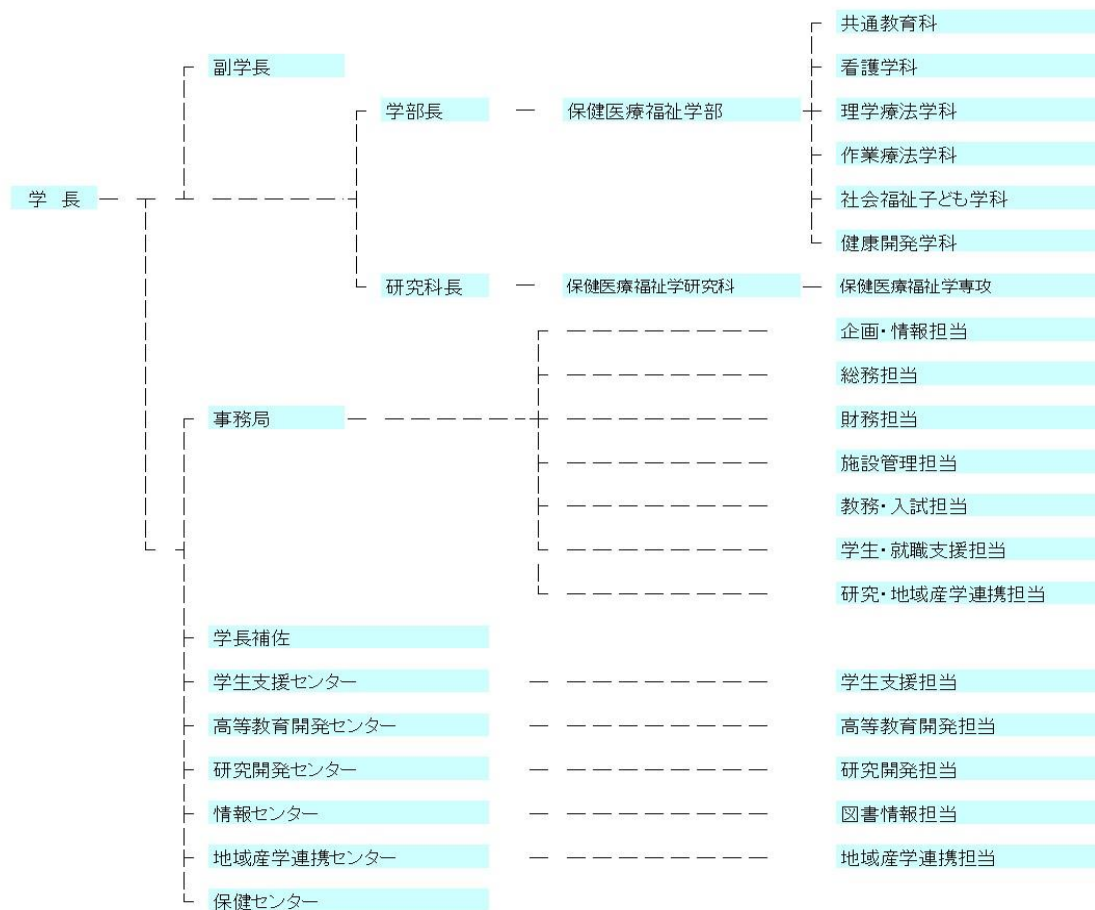 共通教育科
副学長
看護学科
学部長
保健医療福祉学部
理学療法学科
作業療法学科
学 長
社会福祉子ども学科
健康開発学科
研究科長
保健医療福祉学研究科
保健医療福祉学専攻
企画・情報担当
総務担当
事務局
財務担当
施設管理担当
教務・入試担当
学生・就職支援担当
研究・地域産学連携担当
学長補佐
学生支援センター
学生支援担当
高等教育開発センター
高等教育開発担当
研究開発センター
研究開発担当
情報センター
図書情報担当
地域産学連携センター
地域産学連携担当
保健センター